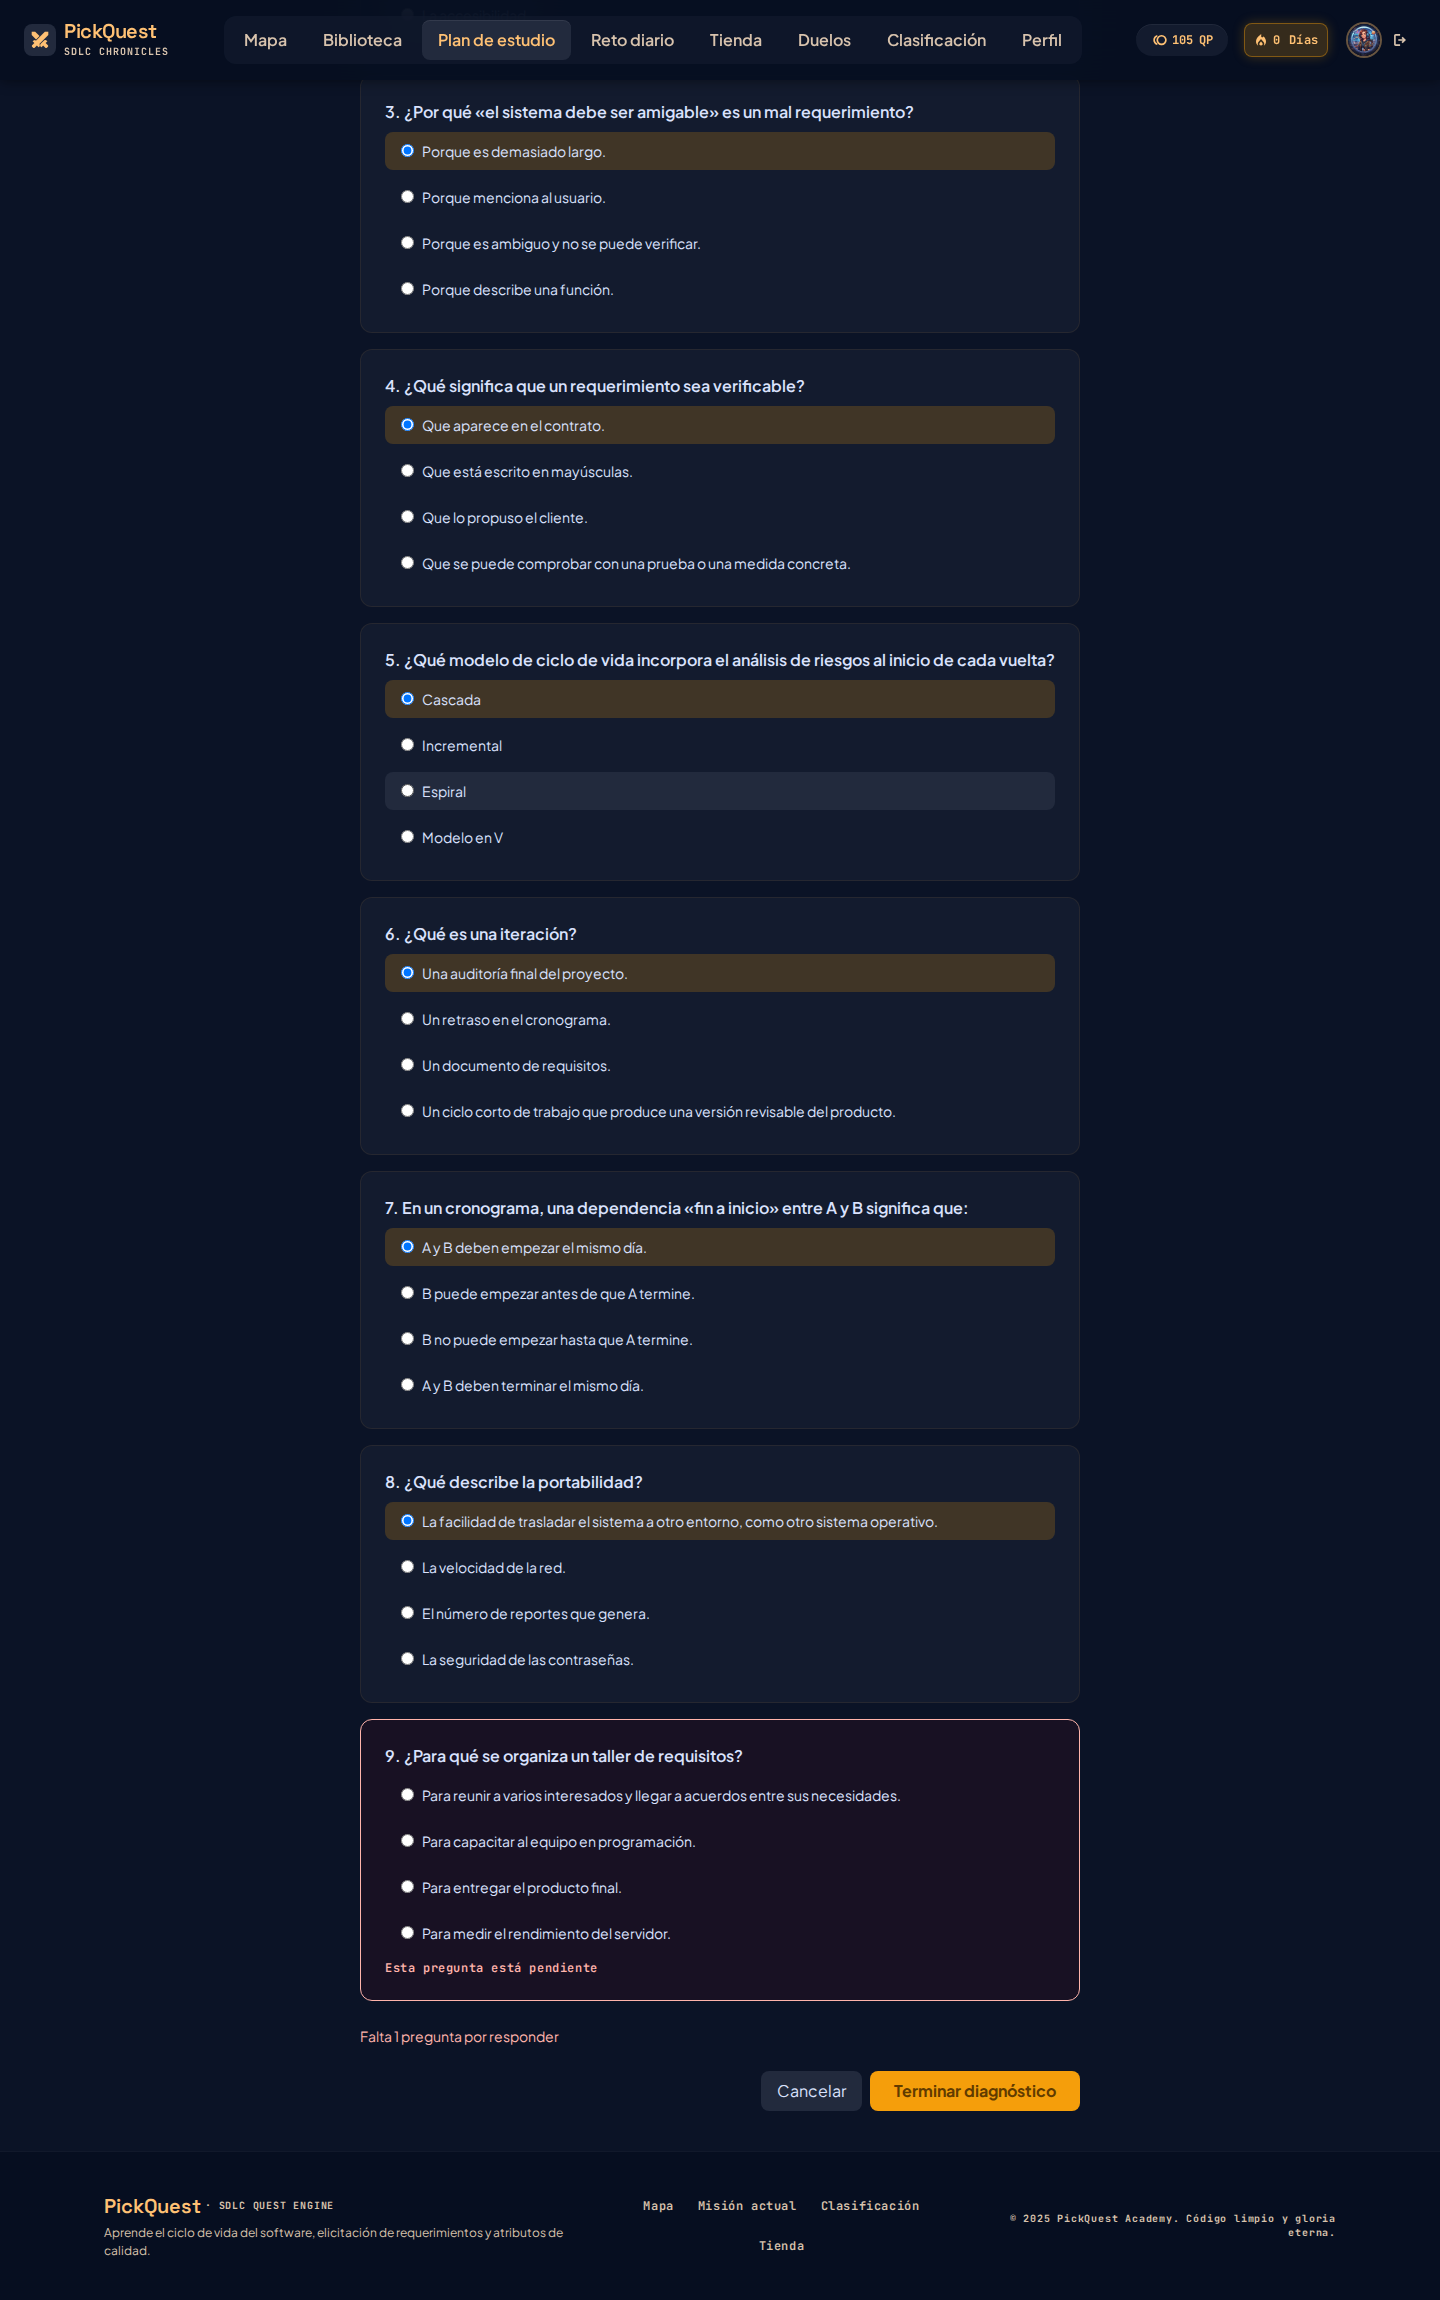 PickQuest
SDLC CHRONICLES
Mapa
Biblioteca
Plan de estudio
Reto diario
Tienda
Duelos
Clasificación
Perfil
105 QP
0 Días
3. ¿Por qué «el sistema debe ser amigable» es un mal requerimiento?
Porque es demasiado largo.
Porque menciona al usuario.
Porque es ambiguo y no se puede verificar.
Porque describe una función.
4. ¿Qué significa que un requerimiento sea verificable?
Que aparece en el contrato.
Que está escrito en mayúsculas.
Que lo propuso el cliente.
Que se puede comprobar con una prueba o una medida concreta.
5. ¿Qué modelo de ciclo de vida incorpora el análisis de riesgos al inicio de cada vuelta?
Cascada
Incremental
Espiral
Modelo en V
6. ¿Qué es una iteración?
Una auditoría final del proyecto.
Un retraso en el cronograma.
Un documento de requisitos.
Un ciclo corto de trabajo que produce una versión revisable del producto.
7. En un cronograma, una dependencia «fin a inicio» entre A y B significa que:
A y B deben empezar el mismo día.
B puede empezar antes de que A termine.
B no puede empezar hasta que A termine.
A y B deben terminar el mismo día.
8. ¿Qué describe la portabilidad?
La facilidad de trasladar el sistema a otro entorno, como otro sistema operativo.
La velocidad de la red.
El número de reportes que genera.
La seguridad de las contraseñas.
9. ¿Para qué se organiza un taller de requisitos?
Para reunir a varios interesados y llegar a acuerdos entre sus necesidades.
Para capacitar al equipo en programación.
Para entregar el producto final.
Para medir el rendimiento del servidor.
Esta pregunta está pendiente
Falta 1 pregunta por responder
Cancelar
Terminar diagnóstico
PickQuest · SDLC QUEST ENGINE
Aprende el ciclo de vida del software, elicitación de requerimientos y atributos de
calidad.
Mapa
Misión actual
Clasificación
Tienda
© 2025 PickQuest Academy. Código limpio y gloria
eterna.